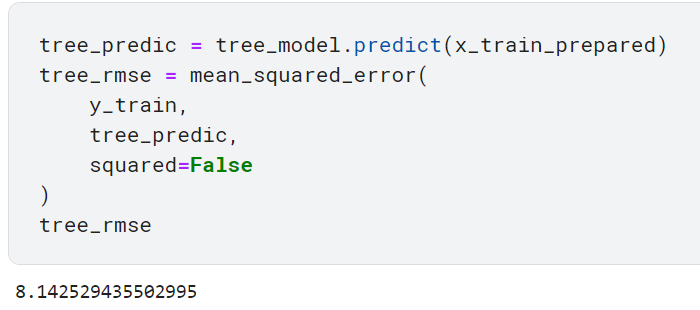 tree_predic = tree_model.predict(x_train_prepared)
tree_rmse = mean_squared_error(
    y_train,
    tree_predic,
    squared=False
)
tree_rmse
8.142529435502995